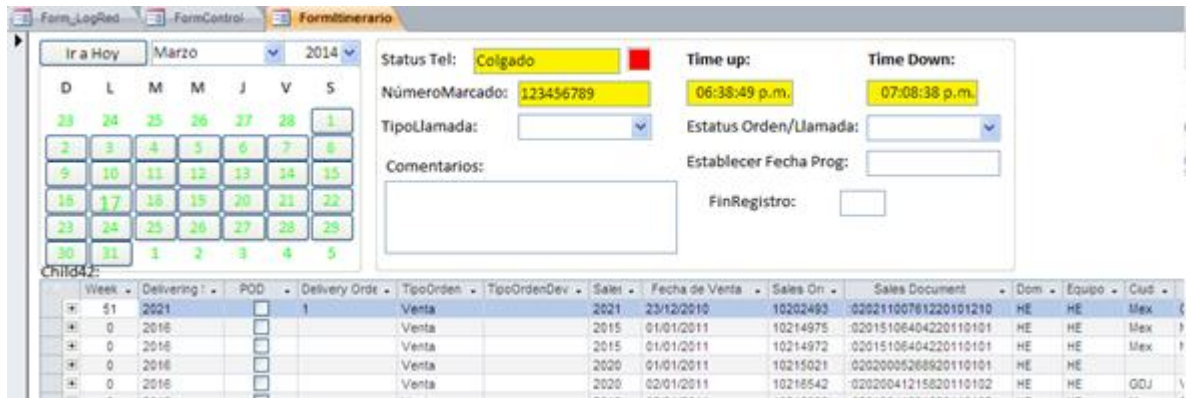 Form_LogRed FormControl FormItinerario
Ir a Hoy Marzo 2014
D L M M J V S
23 24 25 26 27 28 1
2 3 4 5 6 7 8
9 10 11 12 13 14 15
16 17 18 19 20 21 22
23 24 25 26 27 28 29
30 31 1 2 3 4 5
Status Tel: Colgado Time up: Time Down:
NúmeroMarcado: 123456789 06:38:49 p.m. 07:08:38 p.m.
TipoLlamada: Estatus Orden/Llamada:
Comentarios: Establecer Fecha Prog:
FinRegistro:
Child42:
Week Delivering POD Delivery Orde TipoOrden TipoOrdenDev Sales Fecha de Venta Sales Or Sales Document Dom Equipo Ciud
51 2021 1 Venta 2021 23/12/2010 10202493 02021100761220101210 HE HE Mex
0 2016 Venta 2015 01/01/2011 10214975 02015106404220110101 HE HE Mex
0 2016 Venta 2015 01/01/2011 10214972 02015106404220110101 HE HE Mex
0 2016 Venta 2020 01/01/2011 10215021 02020005268920110101 HE HE
0 2016 Venta 2020 02/01/2011 10216542 02020041215820110102 HE HE GDJ